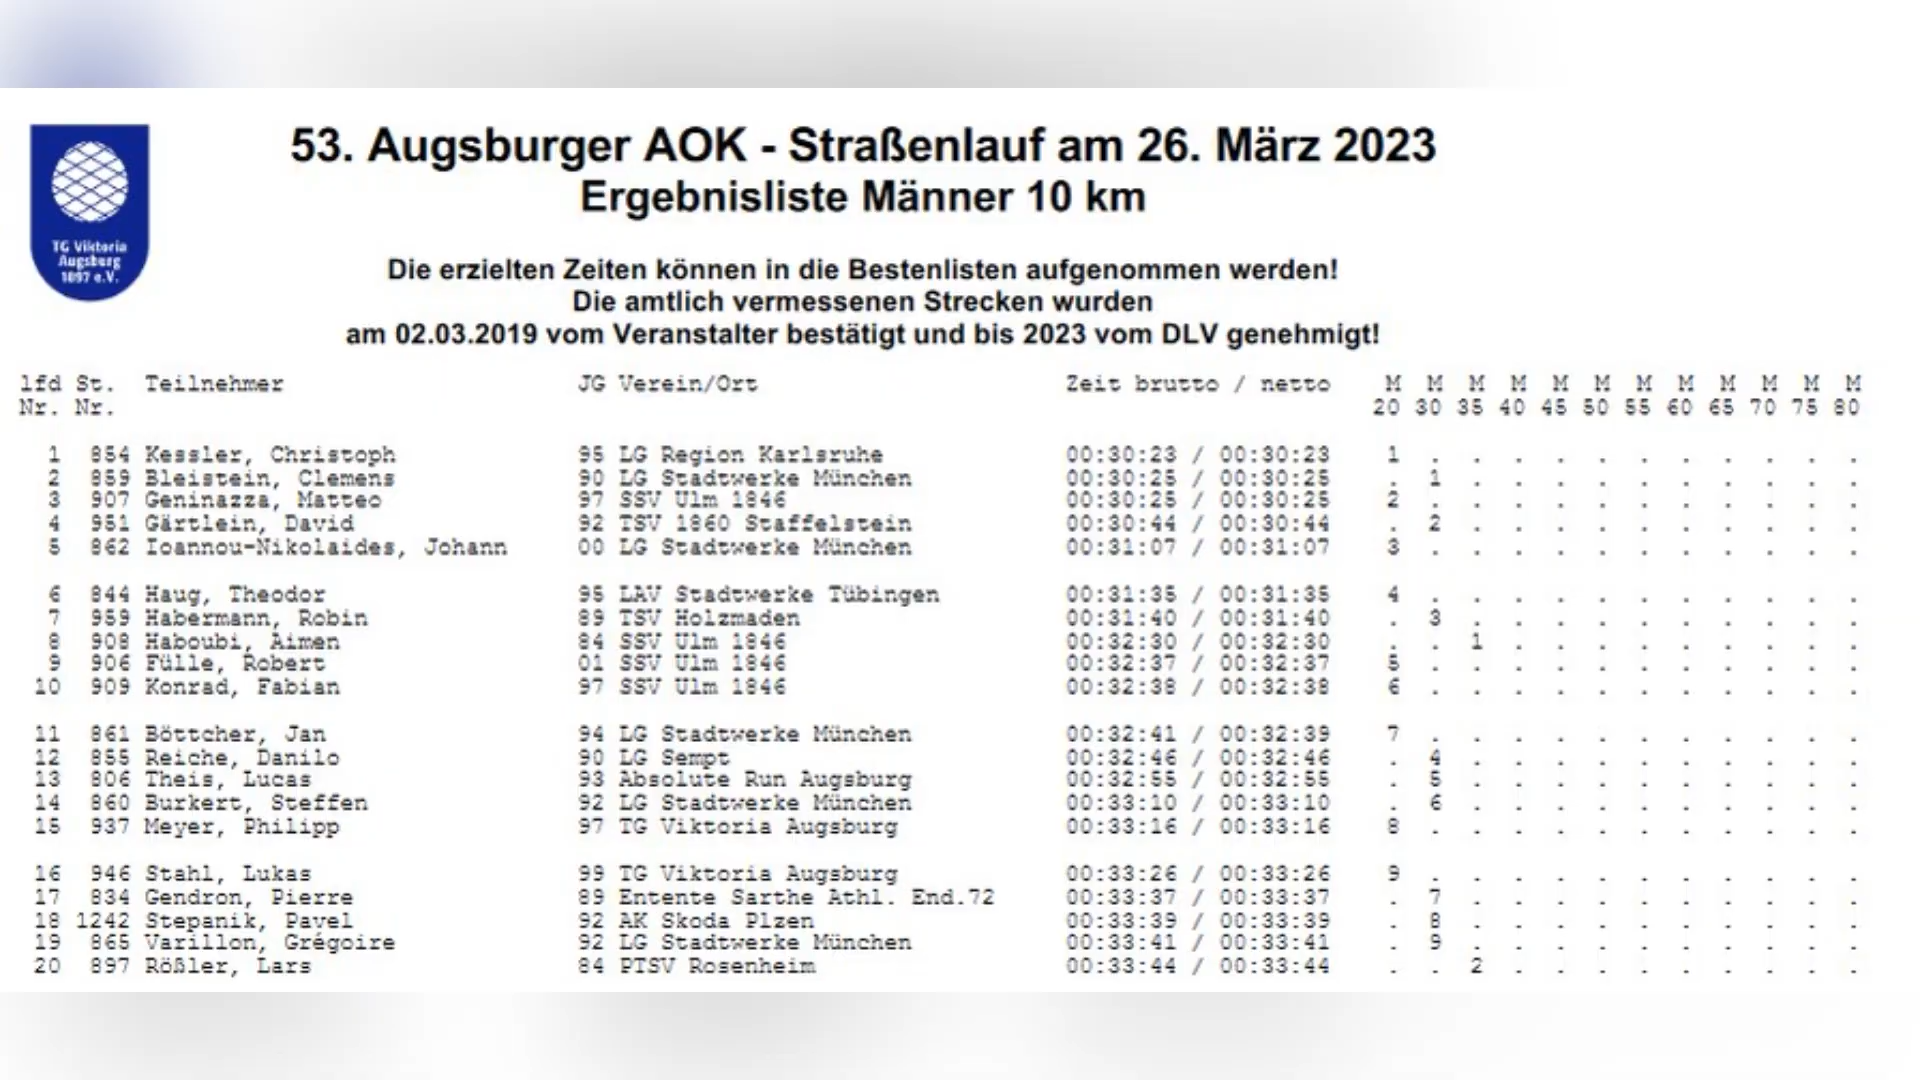 53. Augsburger AOK - Straßenlauf am 26. März 2023
Ergebnisliste Männer 10 km
TG Viktoria
Augsburg
1897 e.V.
Die erzielten Zeiten können in die Bestenlisten aufgenommen werden!
Die amtlich vermessenen Strecken wurden
am 02.03.2019 vom Veranstalter bestätigt und bis 2023 vom DLV genehmigt!
lfd St. Teilnehmer JG Verein/Ort Zeit brutto / netto M M M M M M M M M M M M
Nr. Nr. 20 30 35 40 45 50 55 60 65 70 75 80
1 854 Kessler, Christoph 95 LG Region Karlsruhe 00:30:23 / 00:30:23 1 . . . . . . . . . . .
2 859 Bleistein, Clemens 90 LG Stadtwerke München 00:30:25 / 00:30:25 . 1 . . . . . . . . . .
3 907 Geninazza, Matteo 97 SSV Ulm 1846 00:30:25 / 00:30:25 2 . . . . . . . . . . .
4 951 Gärtlein, David 92 TSV 1860 Staffelstein 00:30:44 / 00:30:44 . 2 . . . . . . . . . .
5 862 Ioannou-Nikolaides, Johann 00 LG Stadtwerke München 00:31:07 / 00:31:07 3 . . . . . . . . . . .
6 844 Haug, Theodor 95 LAV Stadtwerke Tübingen 00:31:35 / 00:31:35 4 . . . . . . . . . . .
7 959 Habermann, Robin 89 TSV Holzmaden 00:31:40 / 00:31:40 . 3 . . . . . . . . . .
8 908 Haboubi, Aimen 84 SSV Ulm 1846 00:32:30 / 00:32:30 . . 1 . . . . . . . . .
9 906 Fülle, Robert 01 SSV Ulm 1846 00:32:37 / 00:32:37 5 . . . . . . . . . . .
10 909 Konrad, Fabian 97 SSV Ulm 1846 00:32:38 / 00:32:38 6 . . . . . . . . . . .
11 861 Böttcher, Jan 94 LG Stadtwerke München 00:32:41 / 00:32:39 7 . . . . . . . . . . .
12 855 Reiche, Danilo 90 LG Sempt 00:32:46 / 00:32:46 . 4 . . . . . . . . . .
13 806 Theis, Lucas 93 Absolute Run Augsburg 00:32:55 / 00:32:55 . 5 . . . . . . . . . .
14 860 Burkert, Steffen 92 LG Stadtwerke München 00:33:10 / 00:33:10 . 6 . . . . . . . . . .
15 937 Meyer, Philipp 97 TG Viktoria Augsburg 00:33:16 / 00:33:16 8 . . . . . . . . . . .
16 946 Stahl, Lukas 99 TG Viktoria Augsburg 00:33:26 / 00:33:26 9 . . . . . . . . . . .
17 834 Gendron, Pierre 89 Entente Sarthe Athl. End.72 00:33:37 / 00:33:37 . 7 . . . . . . . . . .
18 1242 Stepanik, Pavel 92 AK Skoda Plzen 00:33:39 / 00:33:39 . 8 . . . . . . . . . .
19 865 Varillon, Grégoire 92 LG Stadtwerke München 00:33:41 / 00:33:41 . 9 . . . . . . . . . .
20 897 Rößler, Lars 84 PTSV Rosenheim 00:33:44 / 00:33:44 . . 2 . . . . . . . . .